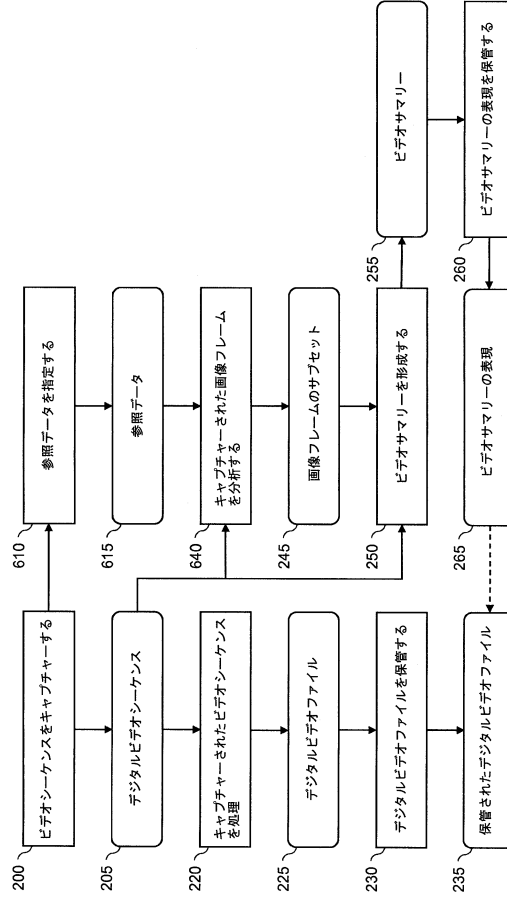 200
ビデオシーケンスをキャプチャーする
205
デジタルビデオシーケンス
220
キャプチャーされたビデオシーケンス
を処理
225
デジタルビデオファイル
230
デジタルビデオファイルを保管する
235
保管されたデジタルビデオファイル
610
参照データを指定する
615
参照データ
640
キャプチャーされた画像フレーム
を分析する
245
画像フレームのサブセット
250
ビデオサマリーを形成する
265
ビデオサマリーの表現
255
ビデオサマリー
260
ビデオサマリーの表現を保管する